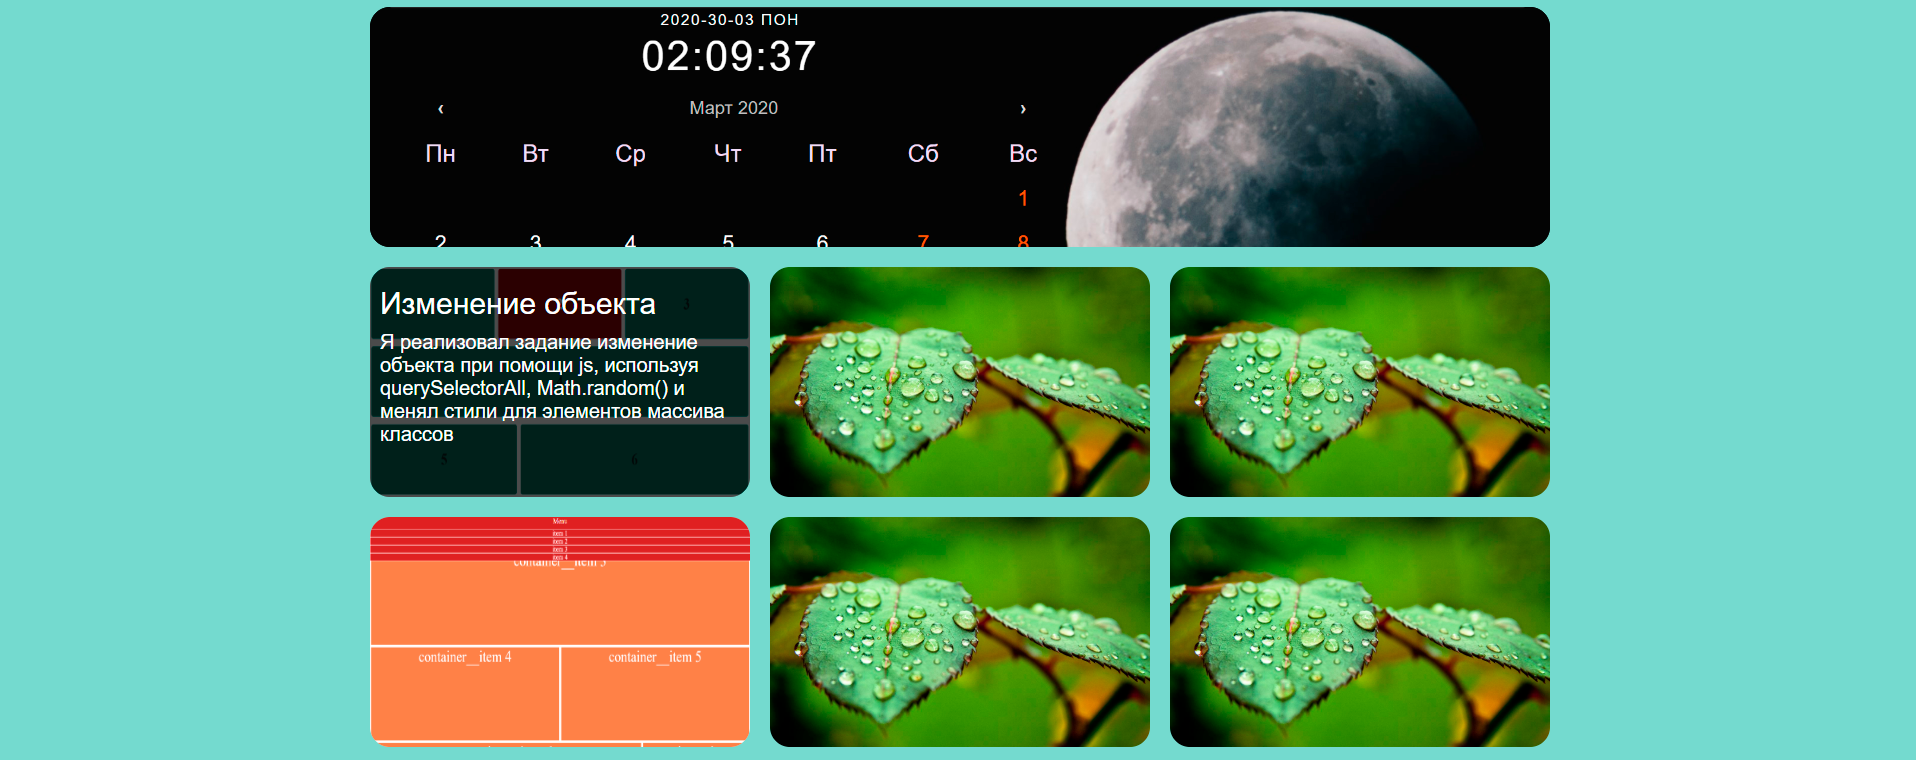 2020-30-03 ПОН
02:09:37
‹ Март 2020 ›
Пн Вт Ср Чт Пт Сб Вс
1
2 3 4 5 6 7 8
3
Изменение объекта
Я реализовал задание изменение
объекта при помощи js, используя
querySelectorAll, Math.random() и
менял стили для элементов массива
классов
5 6
Menu
item 1
item 2
item 3
item 4
container__item 3
container__item 4 container__item 5